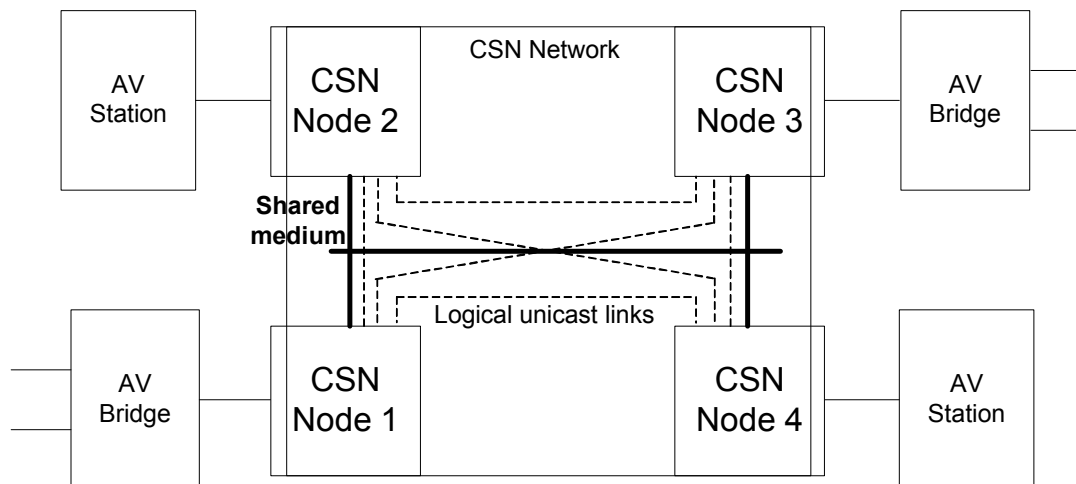 CSN Network
AV
Station
CSN
Node 2
CSN
Node 3
AV
Bridge
Shared
medium
Logical unicast links
AV
Bridge
CSN
Node 1
CSN
Node 4
AV
Station